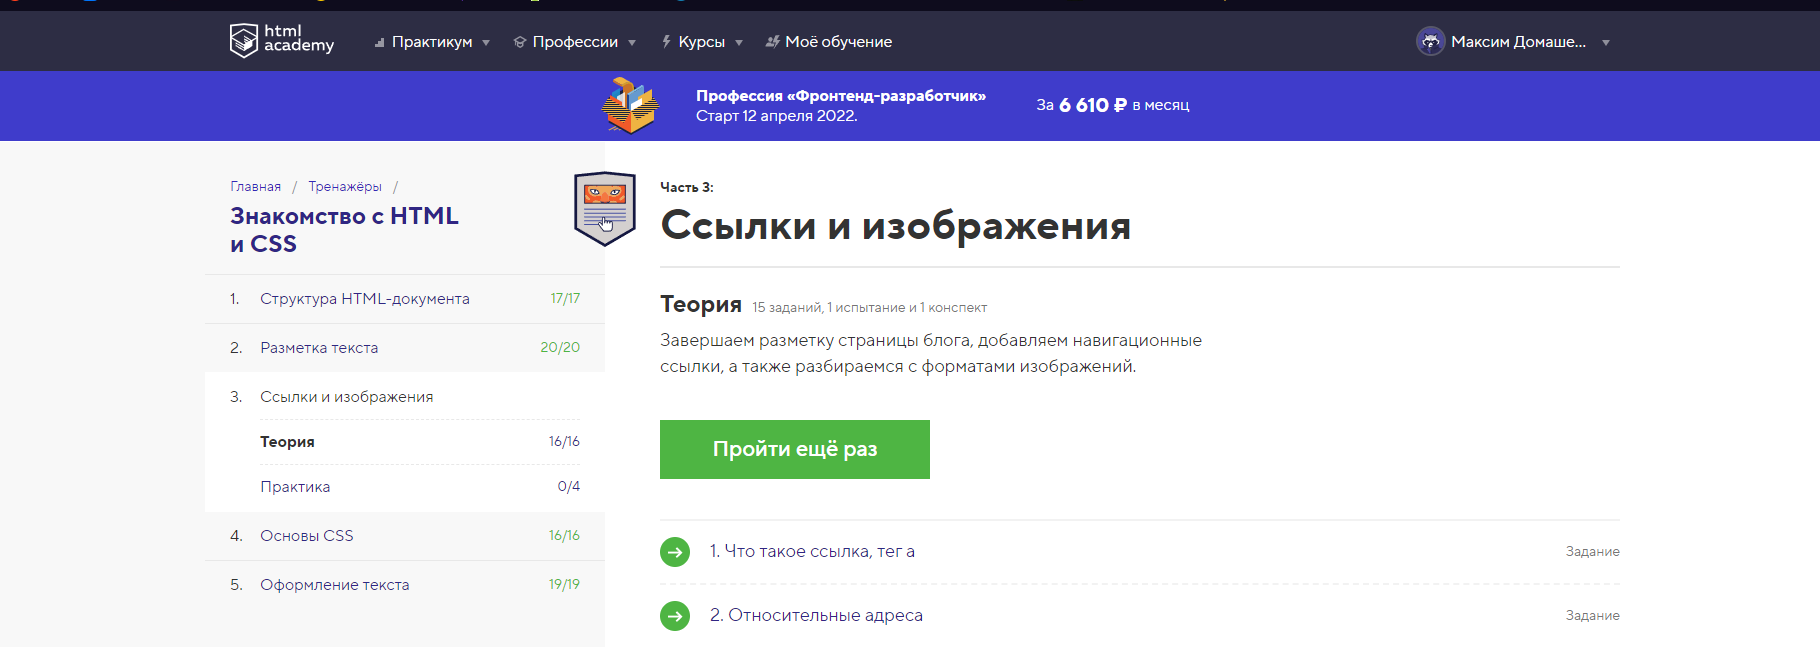 html
academy
Практикум
Профессии
Курсы
Моё обучение
Максим Домаше...
Профессия «Фронтенд-разработчик»
Старт 12 апреля 2022.
За 6 610 ₽ в месяц
Главная / Тренажёры /
Знакомство с HTML
и CSS
1. Структура HTML-документа 17/17
2. Разметка текста 20/20
3. Ссылки и изображения
Теория 16/16
Практика 0/4
4. Основы CSS 16/16
5. Оформление текста 19/19
Часть 3:
Ссылки и изображения
Теория 15 заданий, 1 испытание и 1 конспект
Завершаем разметку страницы блога, добавляем навигационные
ссылки, а также разбираемся с форматами изображений.
Пройти ещё раз
1. Что такое ссылка, тег a Задание
2. Относительные адреса Задание